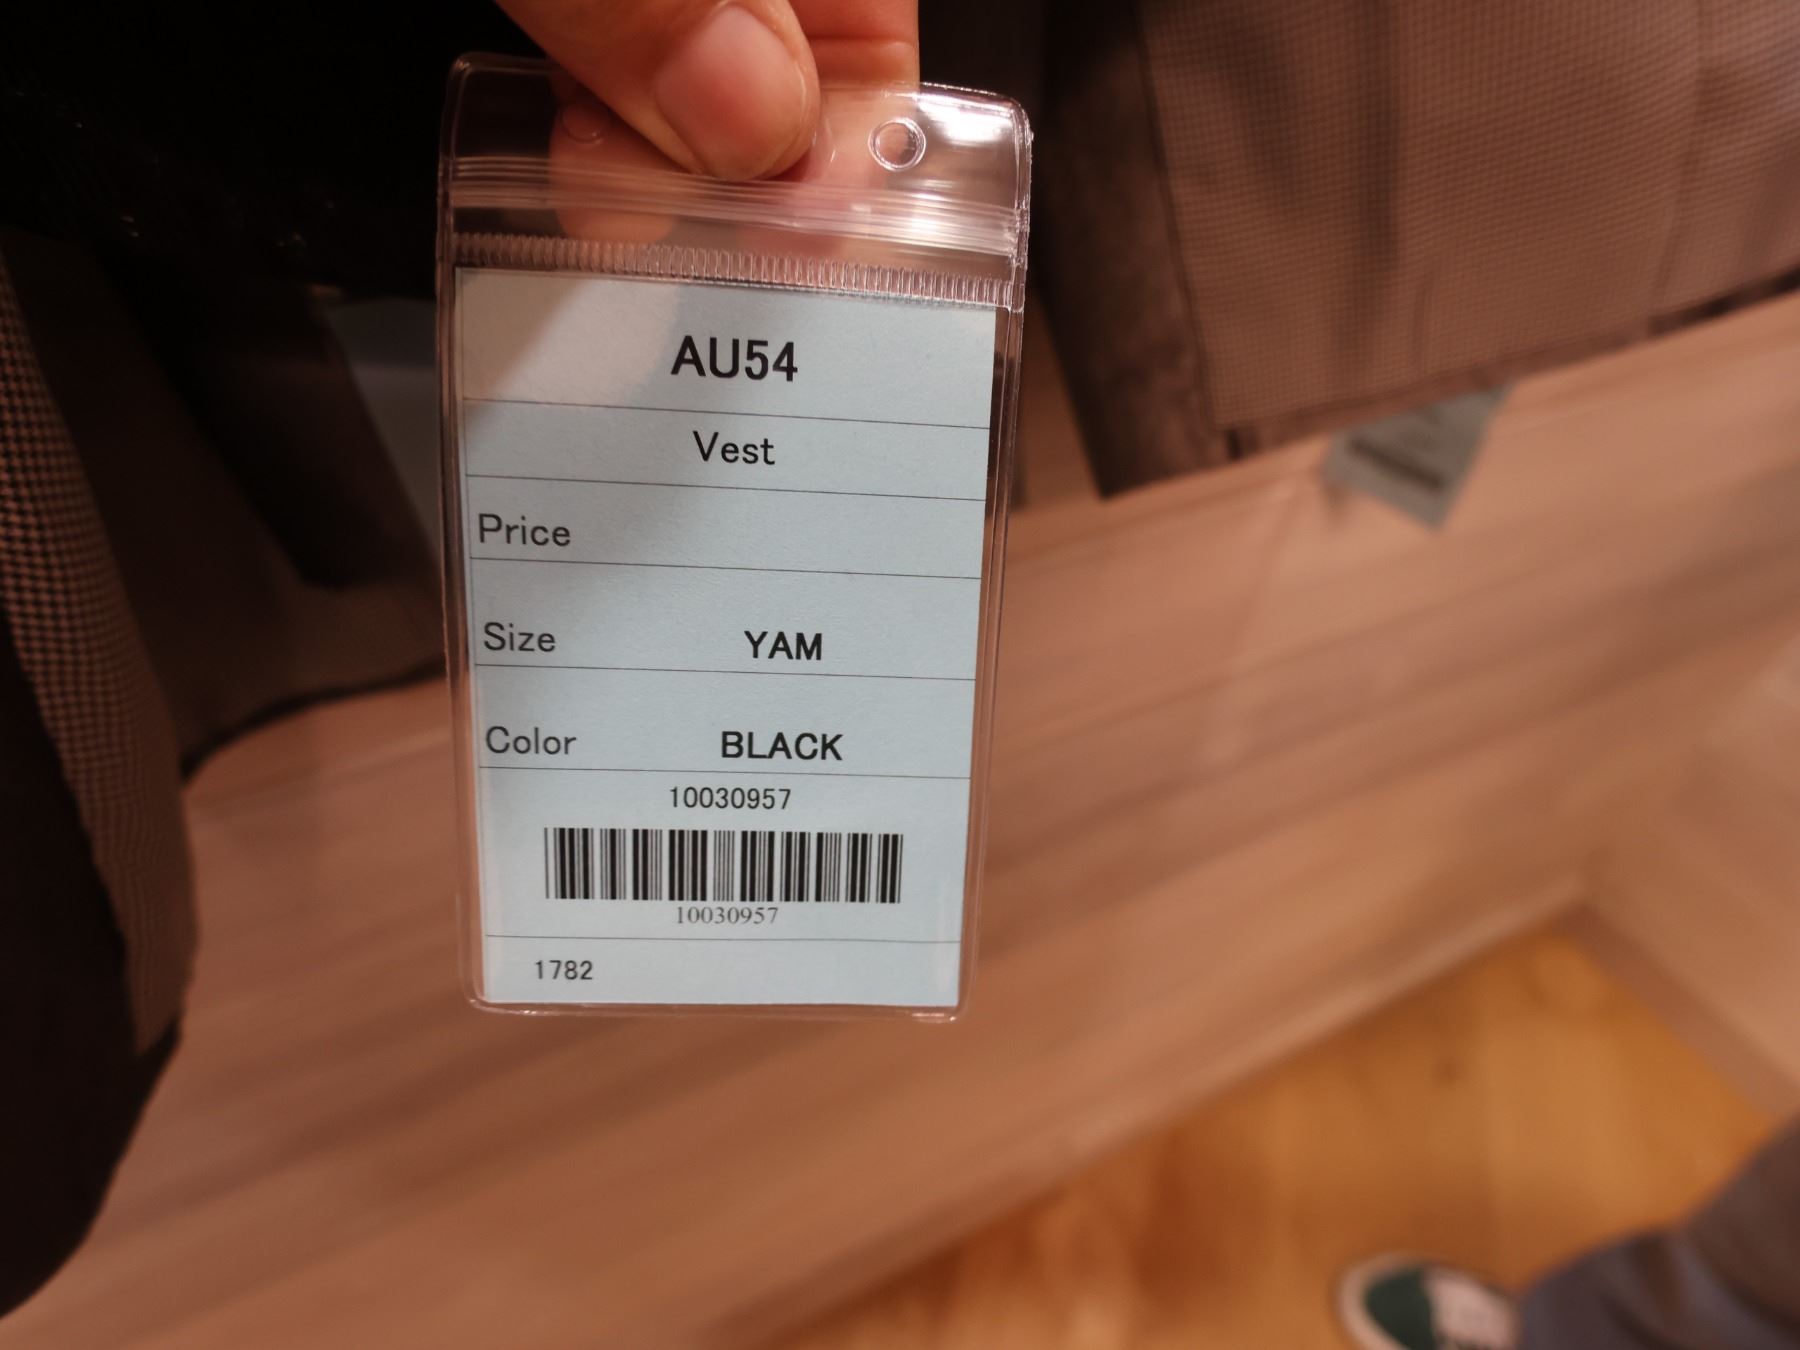 AU54
Vest
Price
Size YAM
Color BLACK
10030957
10030957
1782